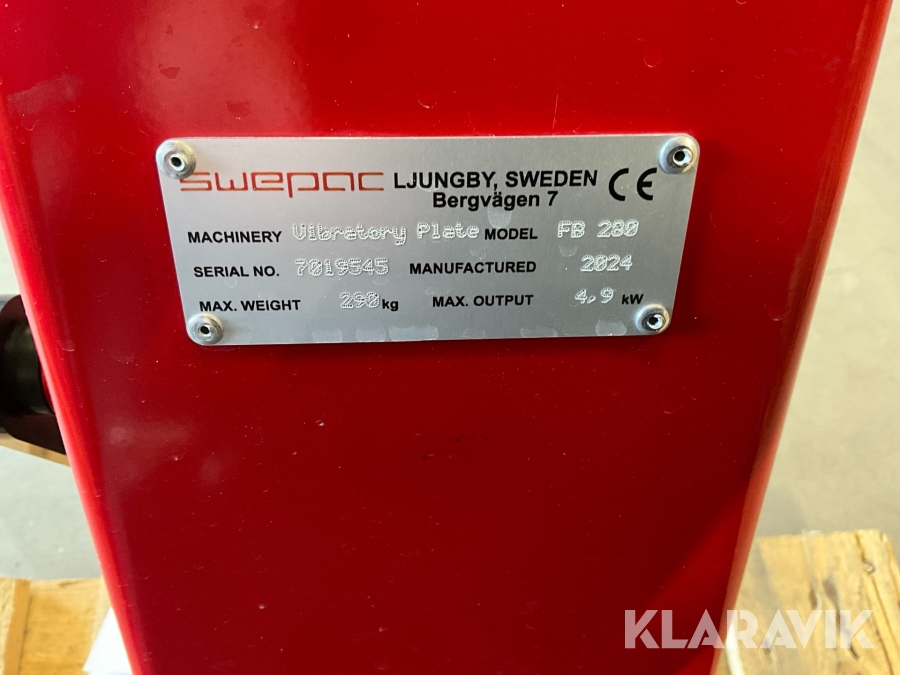 swepac LJUNGBY, SWEDEN CE
Bergvägen 7
MACHINERY Vibratory Plate MODEL FB 280
SERIAL NO. 7019545 MANUFACTURED 2024
MAX. WEIGHT 290 kg MAX. OUTPUT 4,9 kW
KLARAVIK